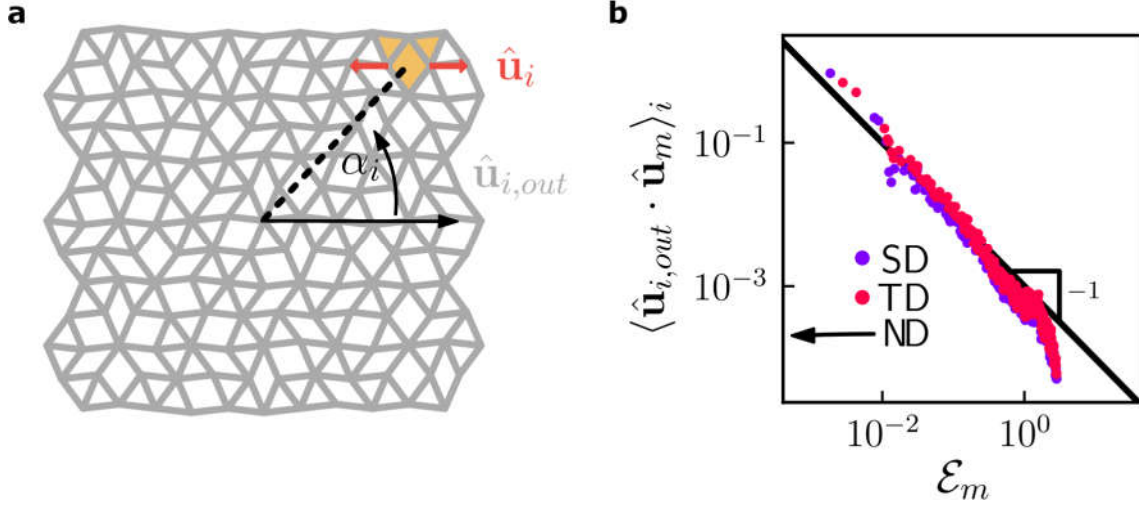 a
û_i
α_i
û_{i,out}
b
⟨û_{i,out} · û_m⟩_i
10^{-1}
10^{-3}
SD
TD
ND
−1
10^{-2}
10^{0}
ℰ_m